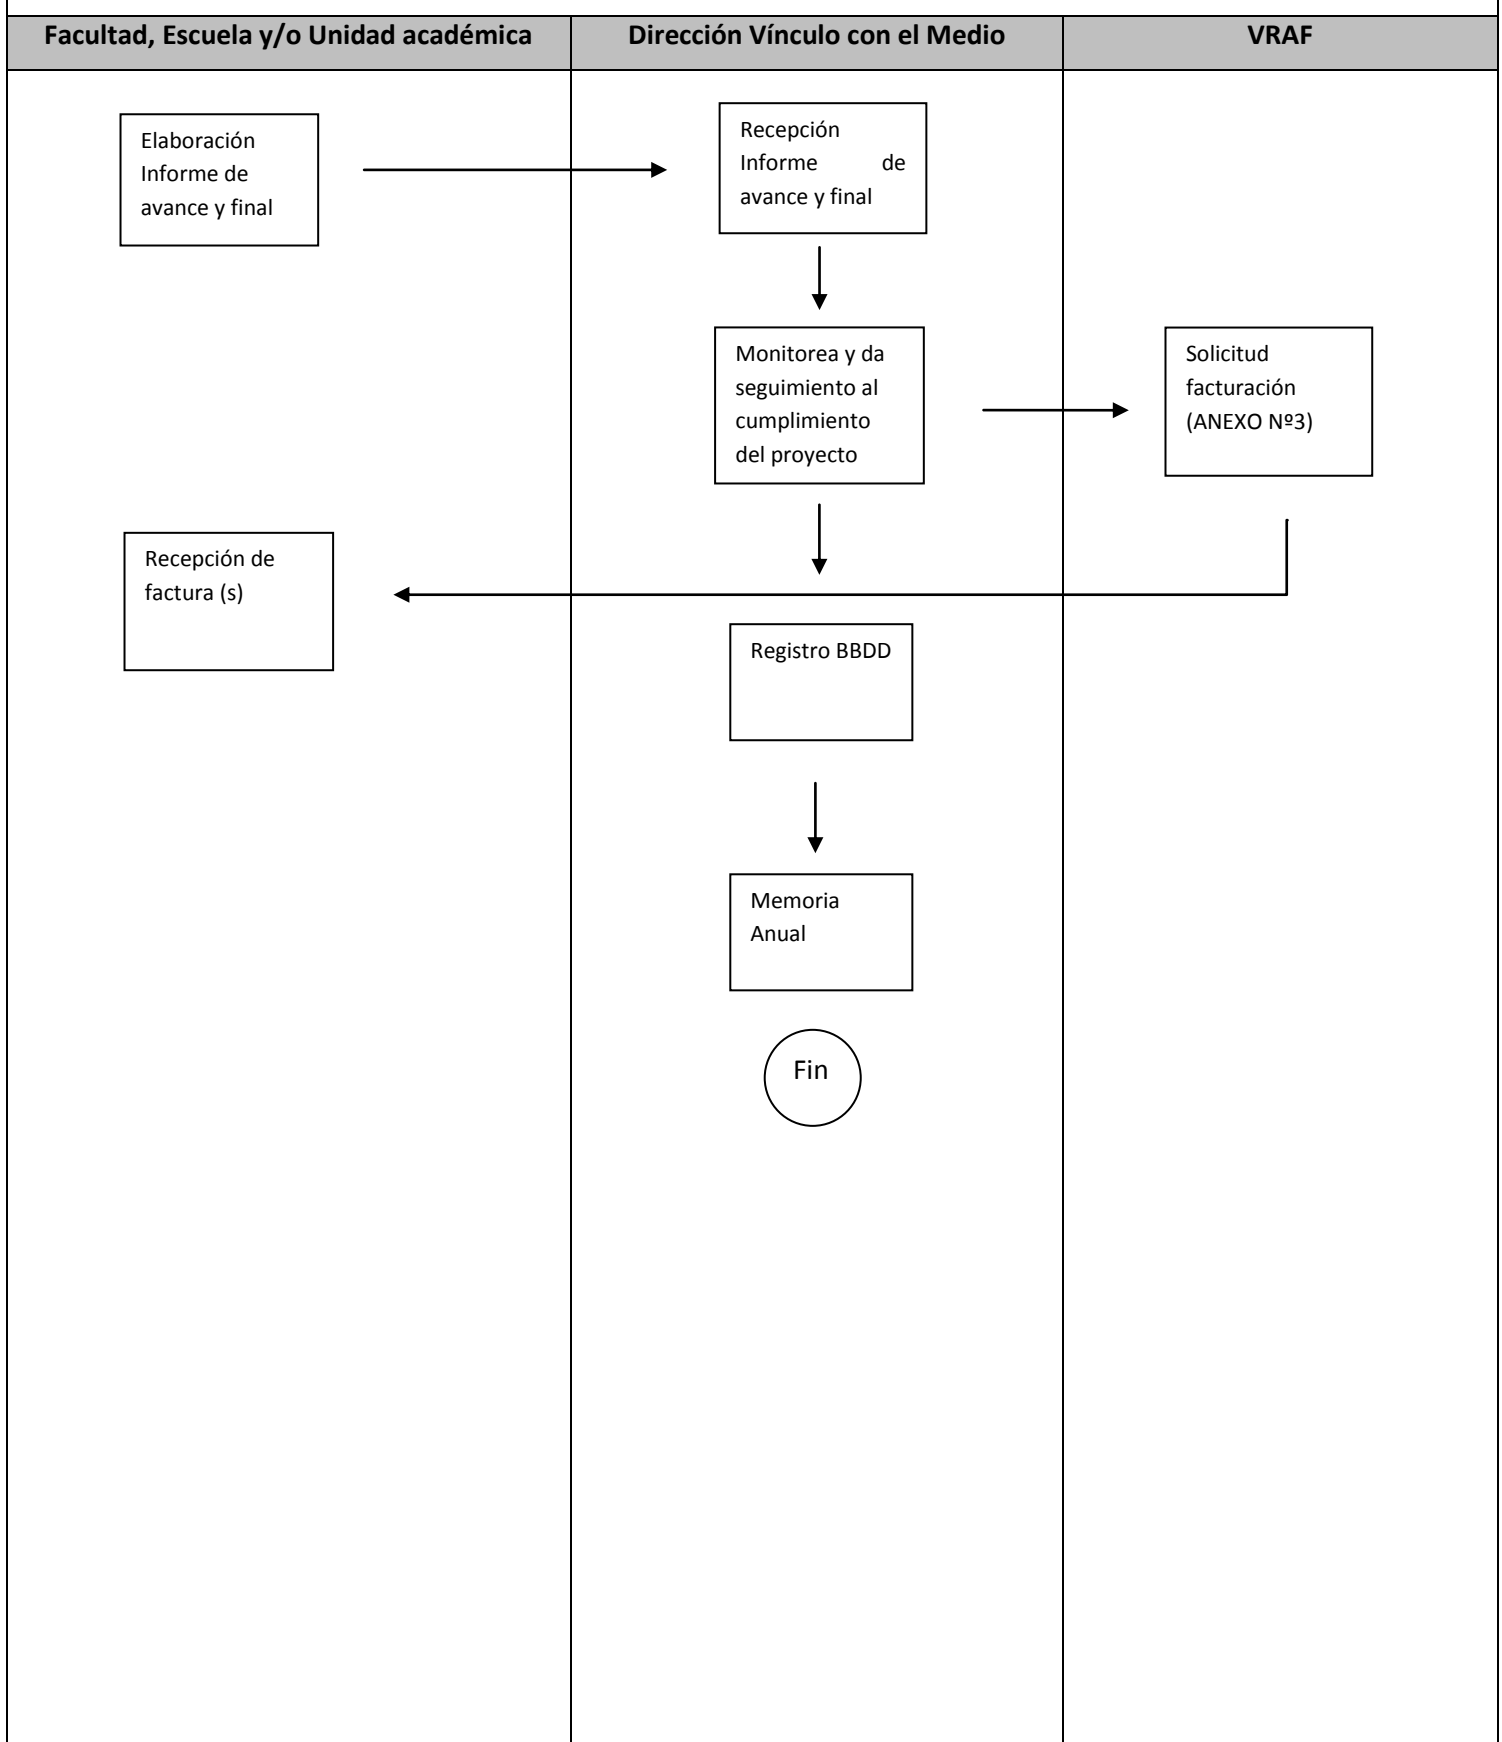 Facultad, Escuela y/o Unidad académica
Dirección Vínculo con el Medio
VRAF
Elaboración
Informe de
avance y final
Recepción
Informe de
avance y final
Monitorea y da
seguimiento al
cumplimiento
del proyecto
Solicitud
facturación
(ANEXO Nº3)
Recepción de
factura (s)
Registro BBDD
Memoria
Anual
Fin